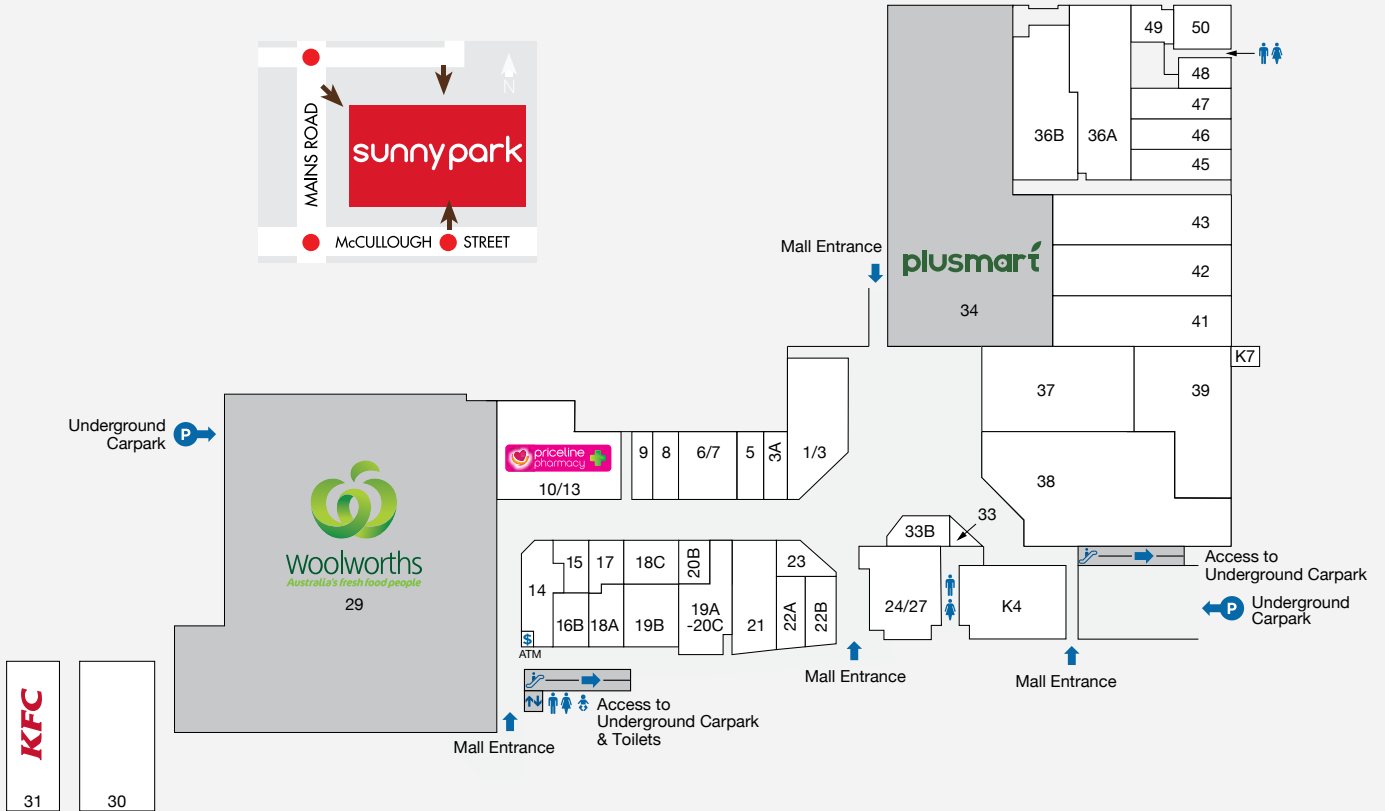 49
50
48
47
46
45
36B
36A
N
MAINS ROAD
sunnypark
McCULLOUGH
STREET
43
42
41
Mall Entrance
plusmart
34
K7
37
39
38
Underground
Carpark
P
priceline
pharmacy
10/13
9
8
6/7
5
3A
1/3
Woolworths
Australia's fresh food people
29
33
33B
15
17
18C
20B
23
14
16B
18A
19B
19A
-20C
21
22A
22B
24/27
K4
$
ATM
Access to
Underground Carpark
P
Underground
Carpark
Mall Entrance
Mall Entrance
Access to
Underground Carpark
& Toilets
Mall Entrance
KFC
31
30